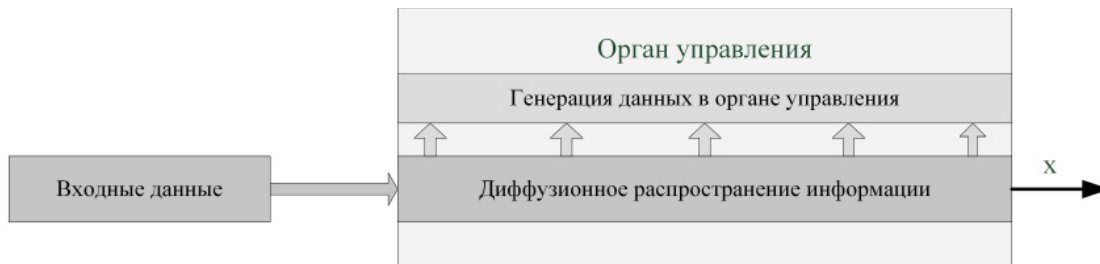 Орган управления
Генерация данных в органе управления
Входные данные
Диффузионное распространение информации
x